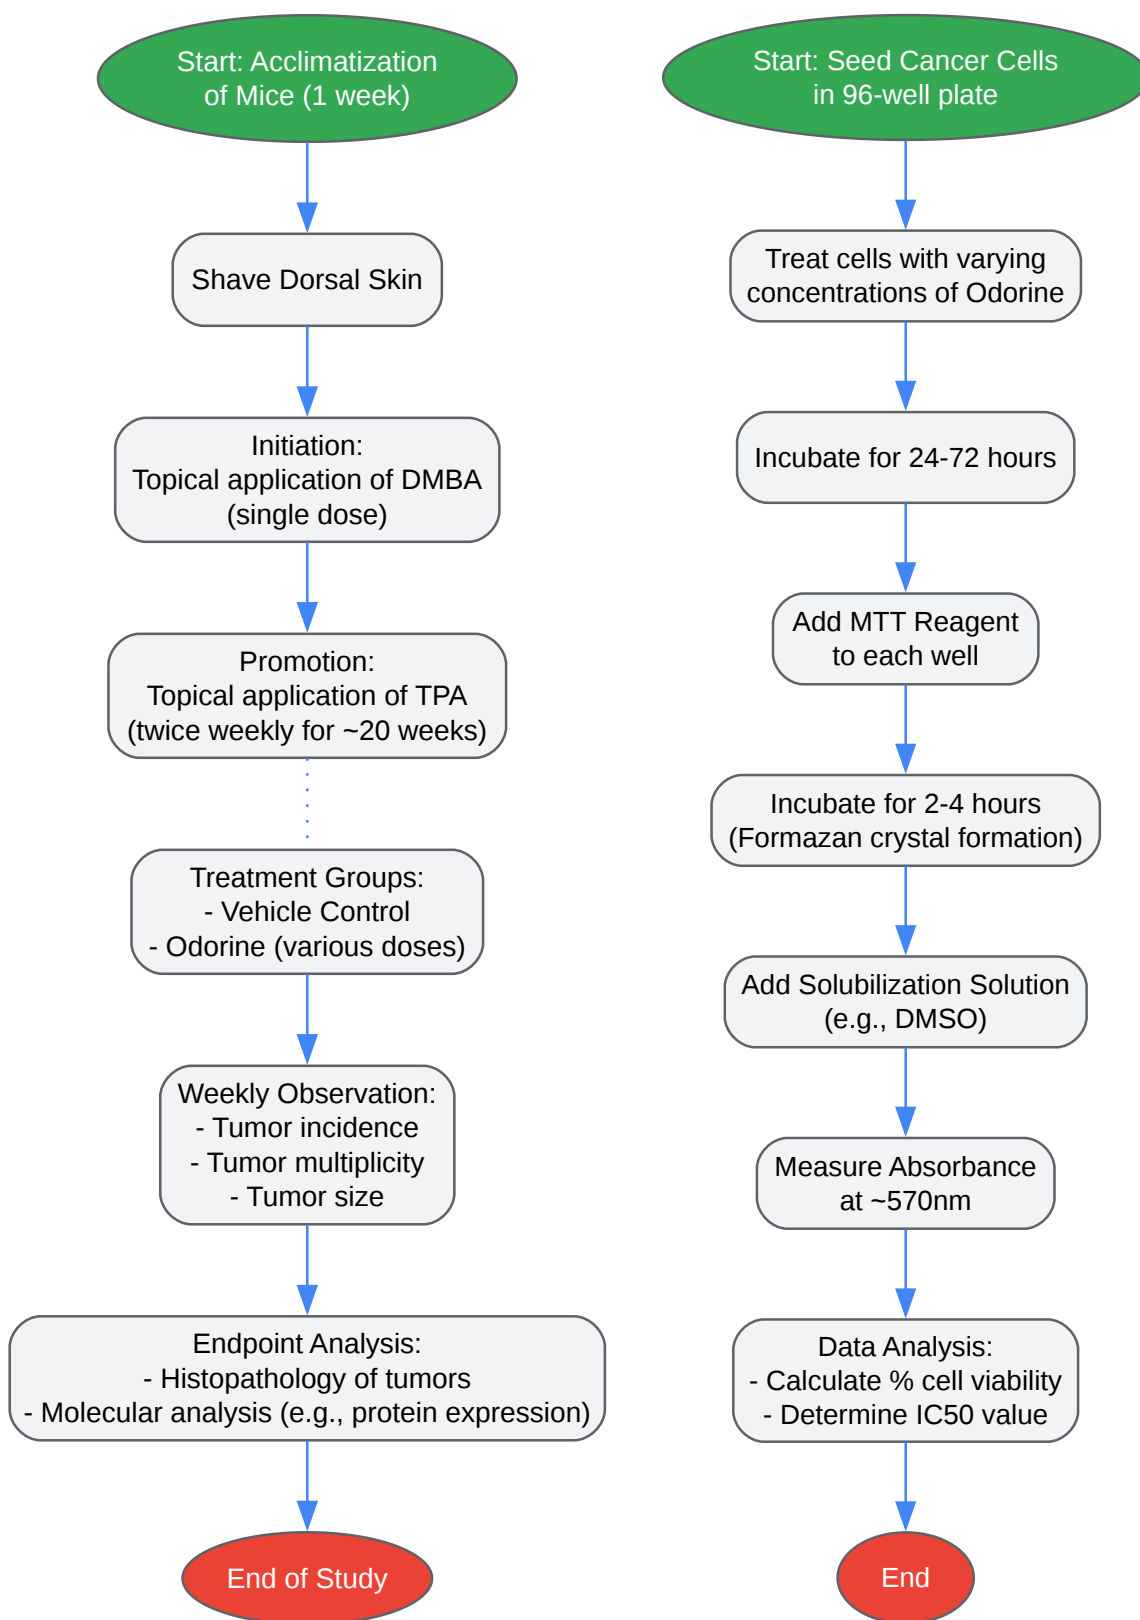 Start: Acclimatization
of Mice (1 week)
Shave Dorsal Skin
Initiation:
Topical application of DMBA
(single dose)
Promotion:
Topical application of TPA
(twice weekly for ~20 weeks)
Treatment Groups:
- Vehicle Control
- Odorine (various doses)
Weekly Observation:
- Tumor incidence
- Tumor multiplicity
- Tumor size
Endpoint Analysis:
- Histopathology of tumors
- Molecular analysis (e.g., protein expression)
End of Study
Start: Seed Cancer Cells
in 96-well plate
Treat cells with varying
concentrations of Odorine
Incubate for 24-72 hours
Add MTT Reagent
to each well
Incubate for 2-4 hours
(Formazan crystal formation)
Add Solubilization Solution
(e.g., DMSO)
Measure Absorbance
at ~570nm
Data Analysis:
- Calculate % cell viability
- Determine IC50 value
End